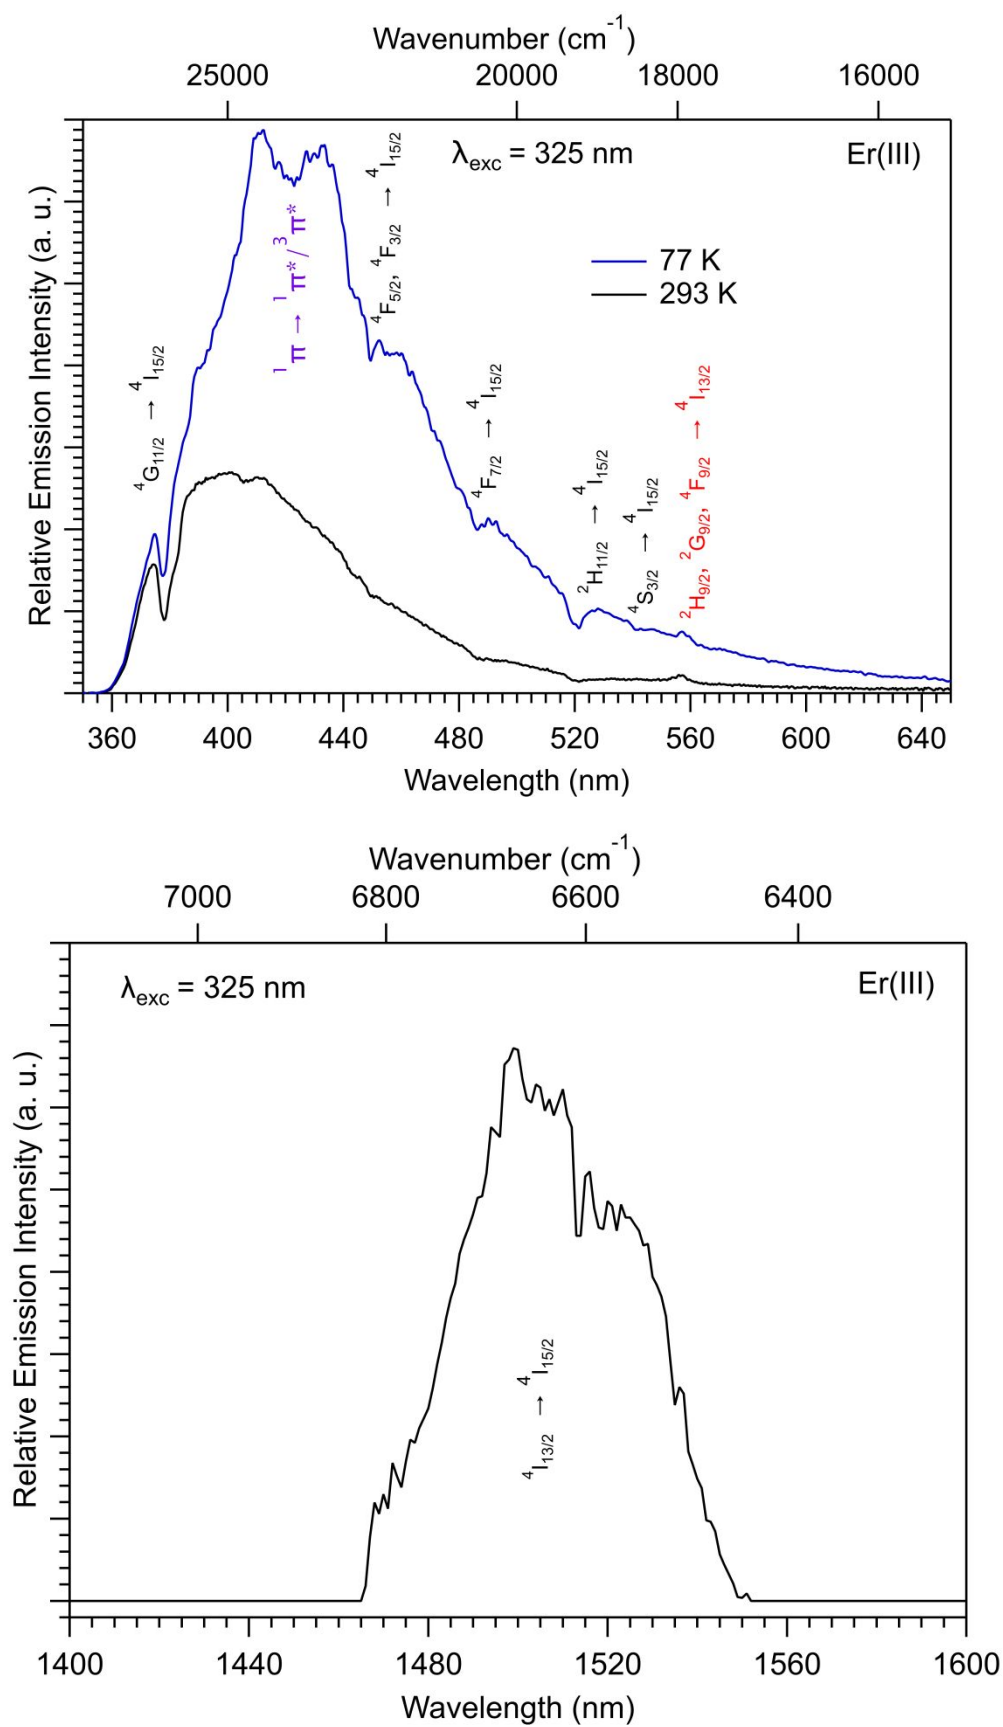 Wavenumber (cm⁻¹)
25000 20000 18000 16000
λexc = 325 nm
Er(III)
77 K
293 K
⁴G11/2 → ⁴I15/2
¹π → ¹π*/³π*
⁴F5/2, ⁴F3/2 → ⁴I15/2
⁴F7/2 → ⁴I15/2
²H11/2 → ⁴I15/2
⁴S3/2 → ⁴I15/2
²H9/2, ²G9/2, ⁴F9/2 → ⁴I13/2
Relative Emission Intensity (a. u.)
360 400 440 480 520 560 600 640
Wavelength (nm)
Wavenumber (cm⁻¹)
7000 6800 6600 6400
λexc = 325 nm
Er(III)
⁴I13/2 → ⁴I15/2
Relative Emission Intensity (a. u.)
1400 1440 1480 1520 1560 1600
Wavelength (nm)